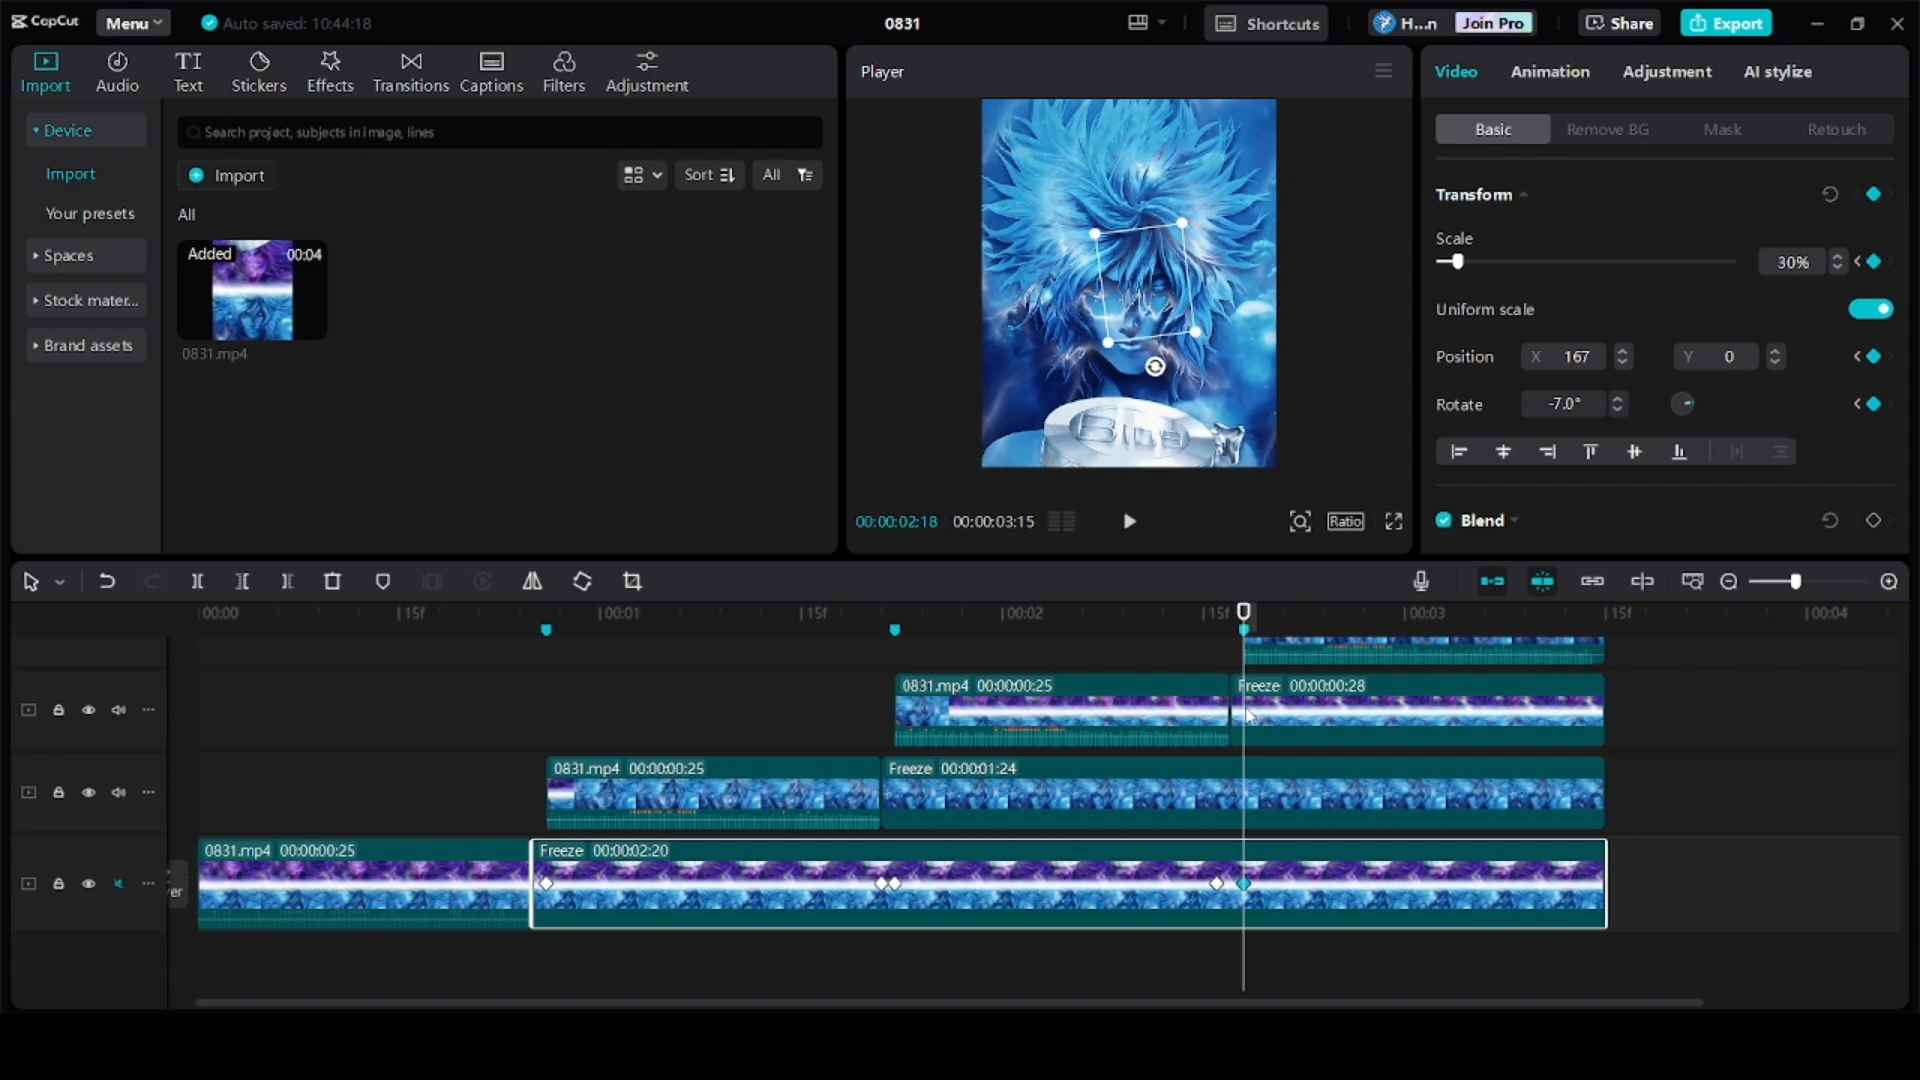 CapCut
Menu
Auto saved: 10:44:18
0831
Shortcuts
H...n
Join Pro
Share
Export
Import
Audio
TI
Text
Stickers
Effects
Transitions
Captions
Filters
Adjustment
Device
Import
Your presets
Spaces
Stock mater...
Brand assets
Search project, subjects in image, lines
Import
Sort
All
All
Added
00:04
0831.mp4
Player
Blua
00:00:02:18
00:00:03:15
Ratio
Video
Animation
Adjustment
AI stylize
Basic
Remove BG
Mask
Retouch
Transform
Scale
30%
Uniform scale
Position
X 167
Y 0
Rotate
-7.0°
Blend
00:00
15f
00:01
15f
00:02
15f
00:03
15f
00:04
0831.mp4 00:00:00:25
Freeze 00:00:00:28
0831.mp4 00:00:00:25
Freeze 00:00:01:24
0831.mp4 00:00:00:25
Freeze 00:00:02:20
er